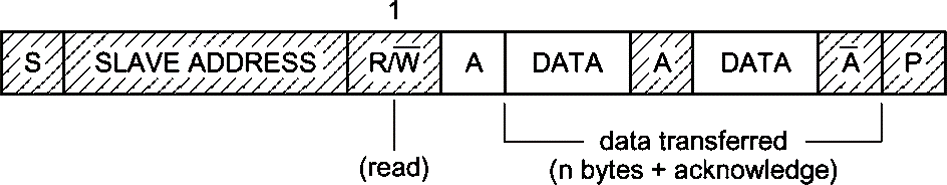 1
S SLAVE ADDRESS R/W̅ A DATA A DATA A̅ P
(read) data transferred
(n bytes + acknowledge)